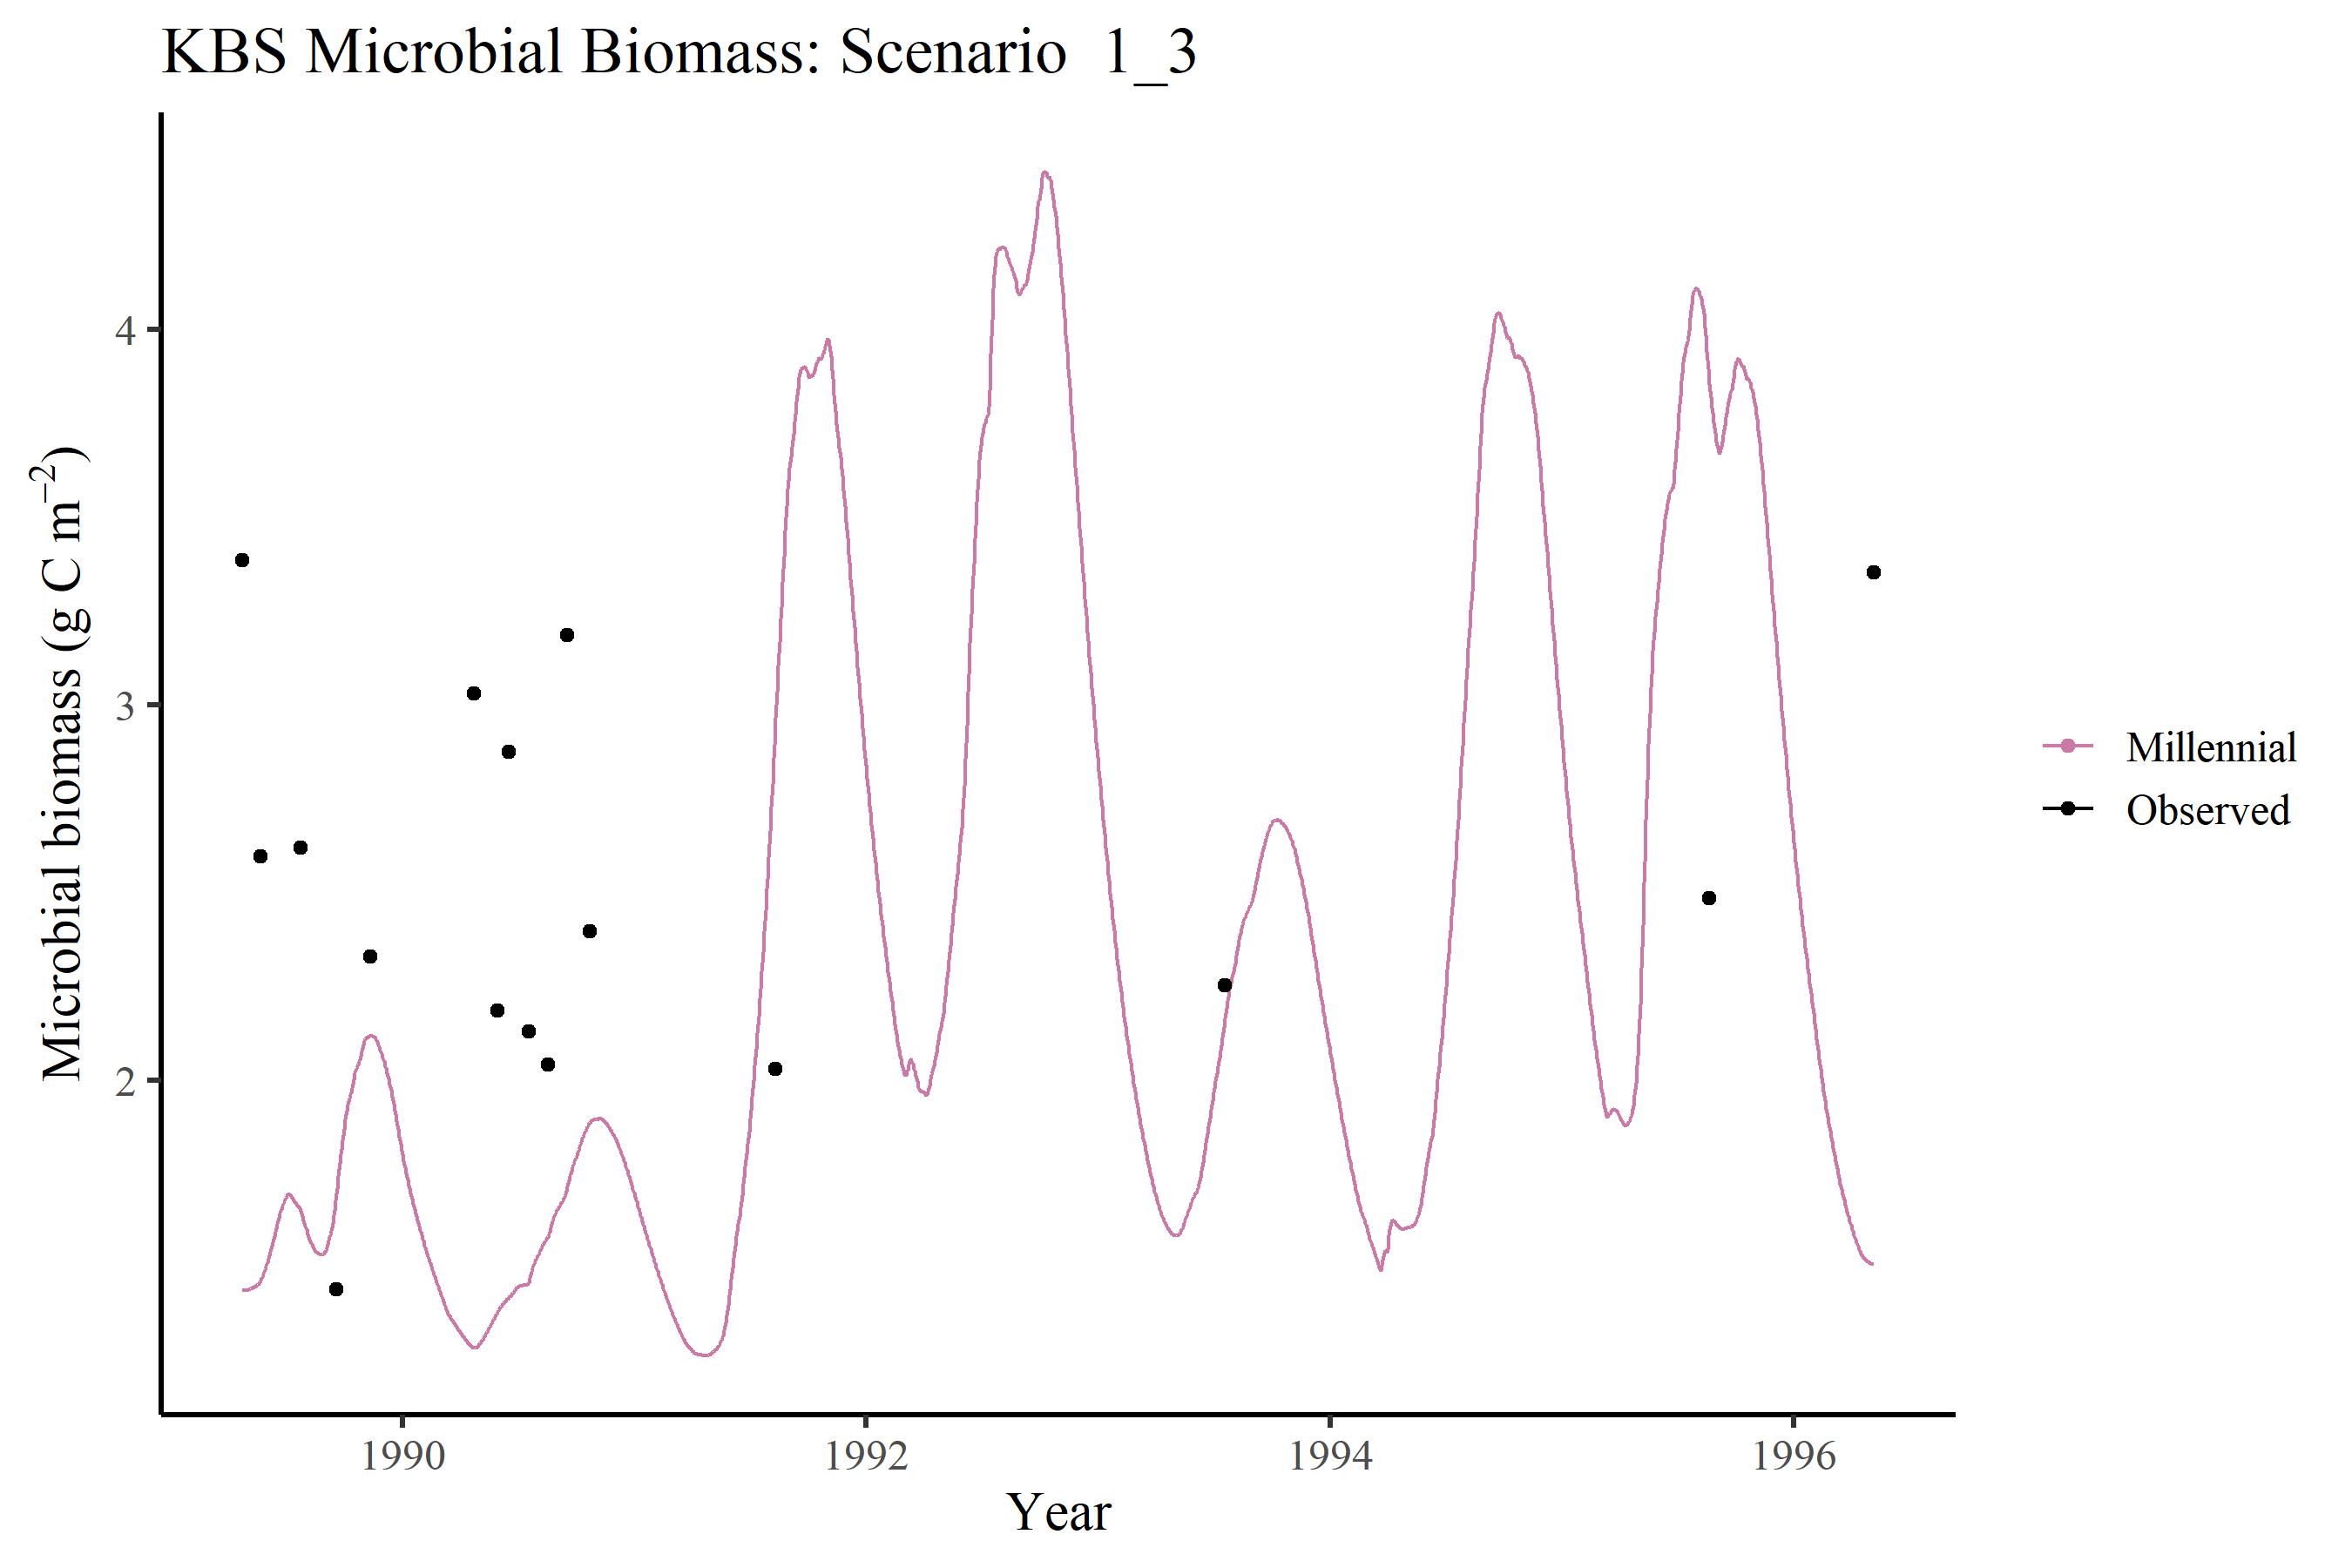 KBS Microbial Biomass: Scenario  1_3
Microbial biomass (g C m⁻²)
4
3
2
1990
1992
1994
1996
Year
Millennial
Observed